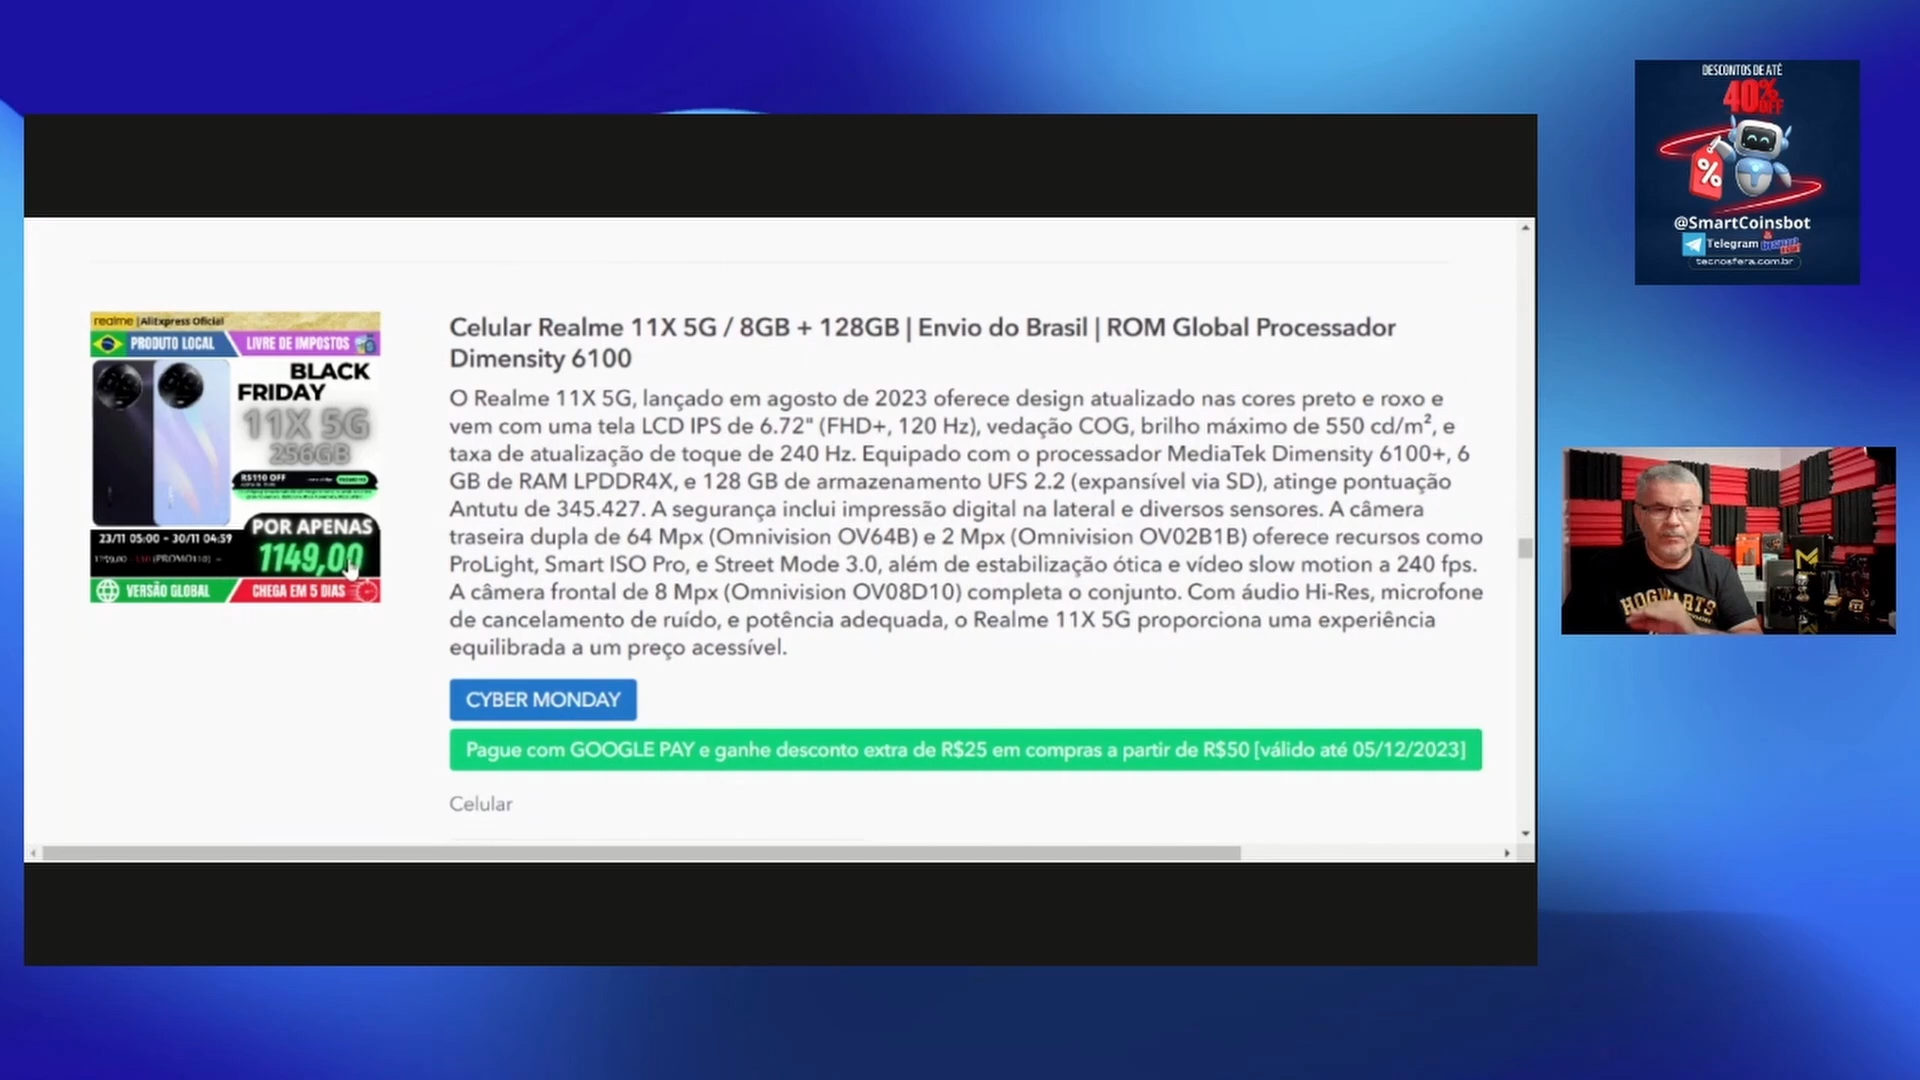 DESCONTOS DE ATÉ
40% OFF
@SmartCoinsbot
Telegram
tecnosfera.com.br
realme | Alitxpress Oficial
PRODUTO LOCAL
LIVRE DE IMPOSTOS
BLACK
FRIDAY
11X 5G
256GB
R$110 OFF
POR APENAS
23/11 05:00 - 30/11 04:59
1149,00
VERSÃO GLOBAL
CHEGA EM 5 DIAS
Celular Realme 11X 5G / 8GB + 128GB | Envio do Brasil | ROM Global Processador
Dimensity 6100
O Realme 11X 5G, lançado em agosto de 2023 oferece design atualizado nas cores preto e roxo e
vem com uma tela LCD IPS de 6.72" (FHD+, 120 Hz), vedação COG, brilho máximo de 550 cd/m², e
taxa de atualização de toque de 240 Hz. Equipado com o processador MediaTek Dimensity 6100+, 6
GB de RAM LPDDR4X, e 128 GB de armazenamento UFS 2.2 (expansível via SD), atinge pontuação
Antutu de 345.427. A segurança inclui impressão digital na lateral e diversos sensores. A câmera
traseira dupla de 64 Mpx (Omnivision OV64B) e 2 Mpx (Omnivision OV02B1B) oferece recursos como
ProLight, Smart ISO Pro, e Street Mode 3.0, além de estabilização ótica e vídeo slow motion a 240 fps.
A câmera frontal de 8 Mpx (Omnivision OV08D10) completa o conjunto. Com áudio Hi-Res, microfone
de cancelamento de ruído, e potência adequada, o Realme 11X 5G proporciona uma experiência
equilibrada a um preço acessível.
CYBER MONDAY
Pague com GOOGLE PAY e ganhe desconto extra de R$25 em compras a partir de R$50 [válido até 05/12/2023]
Celular
HOGWARTS